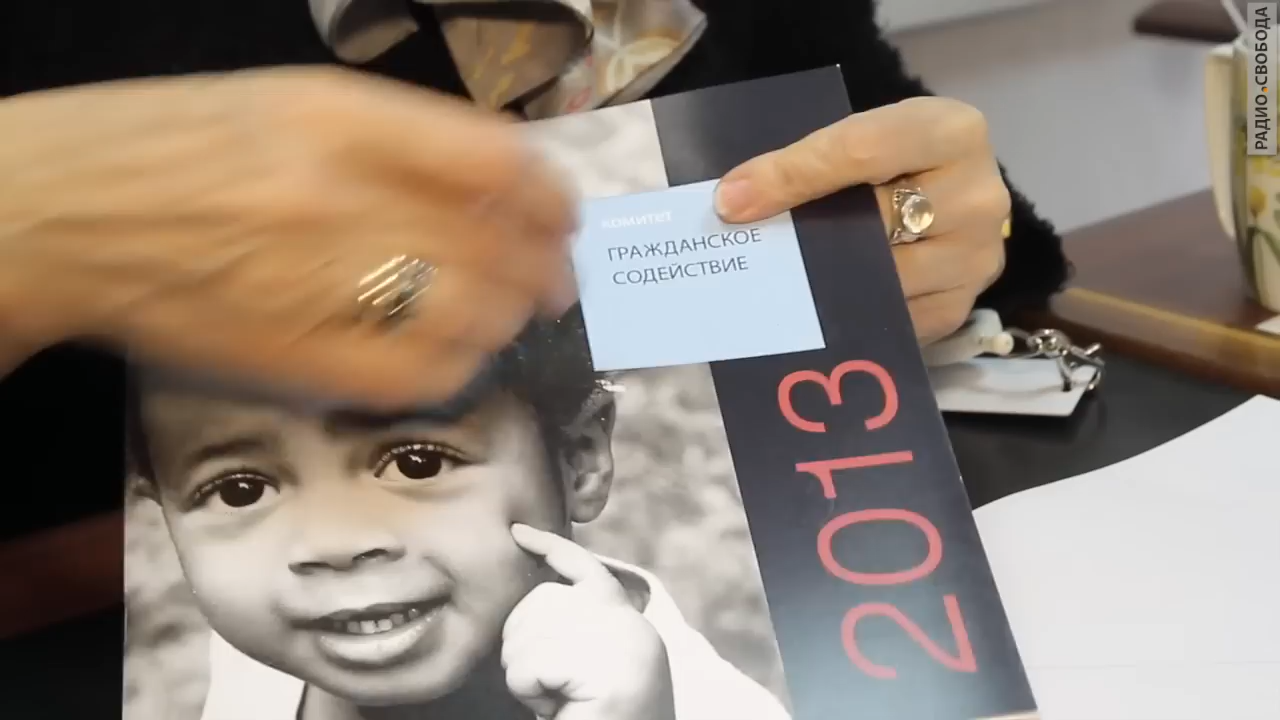 комитет
ГРАЖДАНСКОЕ
СОДЕЙСТВИЕ
2013
РАДИО СВОБОДА